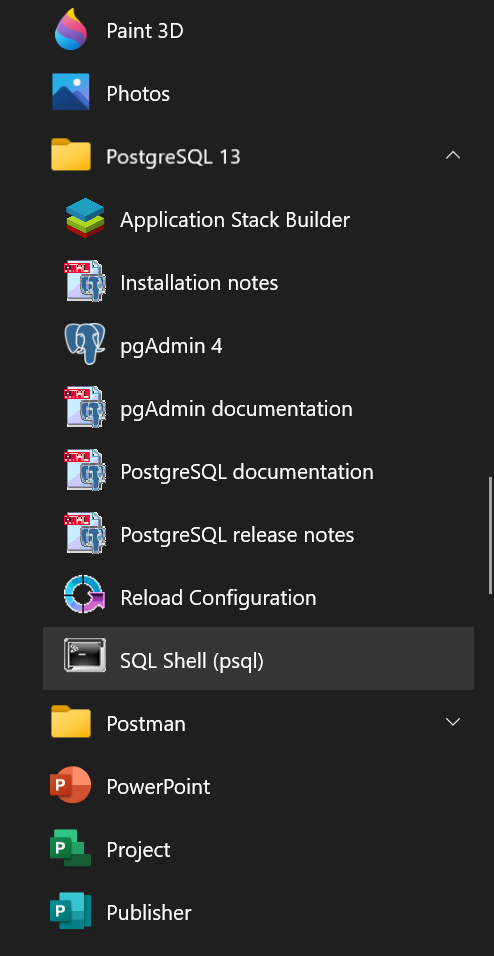 Paint 3D
Photos
PostgreSQL 13
Application Stack Builder
Installation notes
pgAdmin 4
pgAdmin documentation
PostgreSQL documentation
PostgreSQL release notes
Reload Configuration
SQL Shell (psql)
Postman
PowerPoint
Project
Publisher